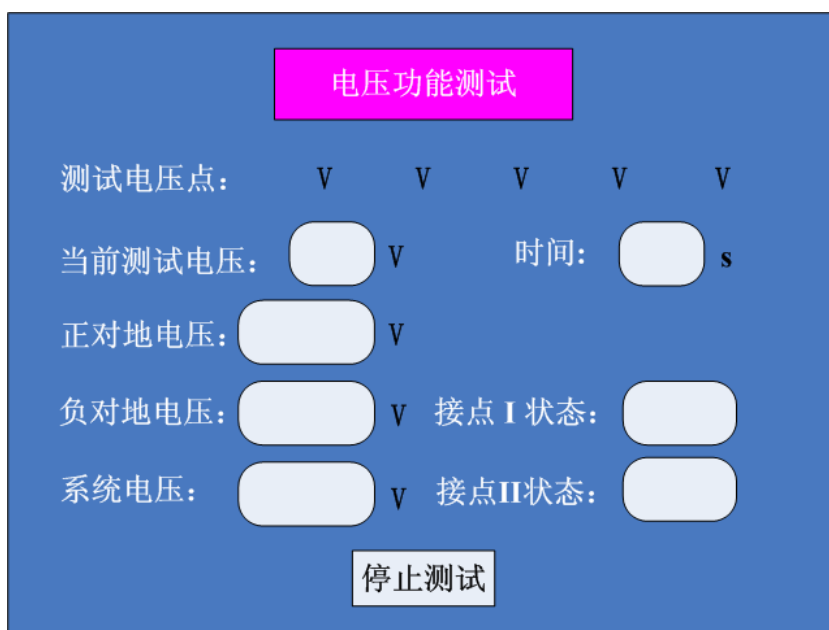 电压功能测试
测试电压点: V V V V V
当前测试电压: V 时间: s
正对地电压: V
负对地电压: V 接点 I 状态:
系统电压: V 接点II状态:
停止测试